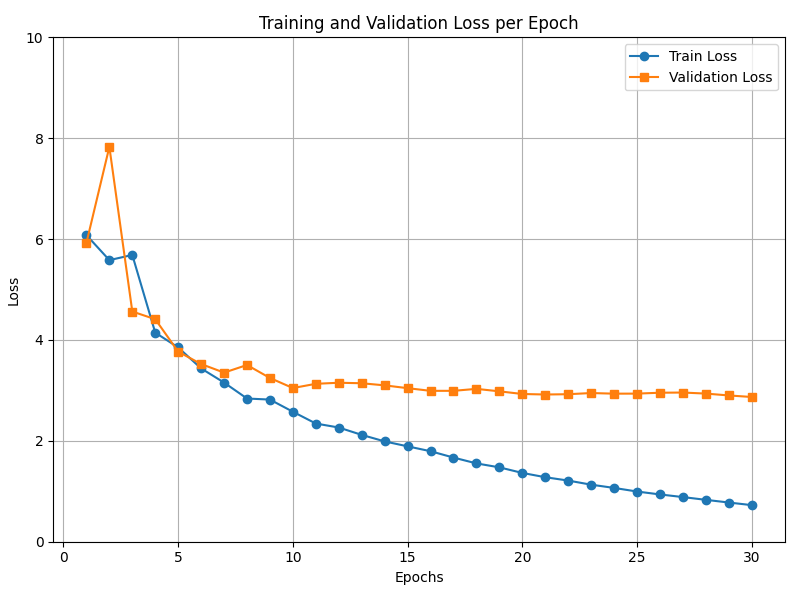 Training and Validation Loss per Epoch
Train Loss
Validation Loss
Loss
10
8
6
4
2
0
0 5 10 15 20 25 30
Epochs